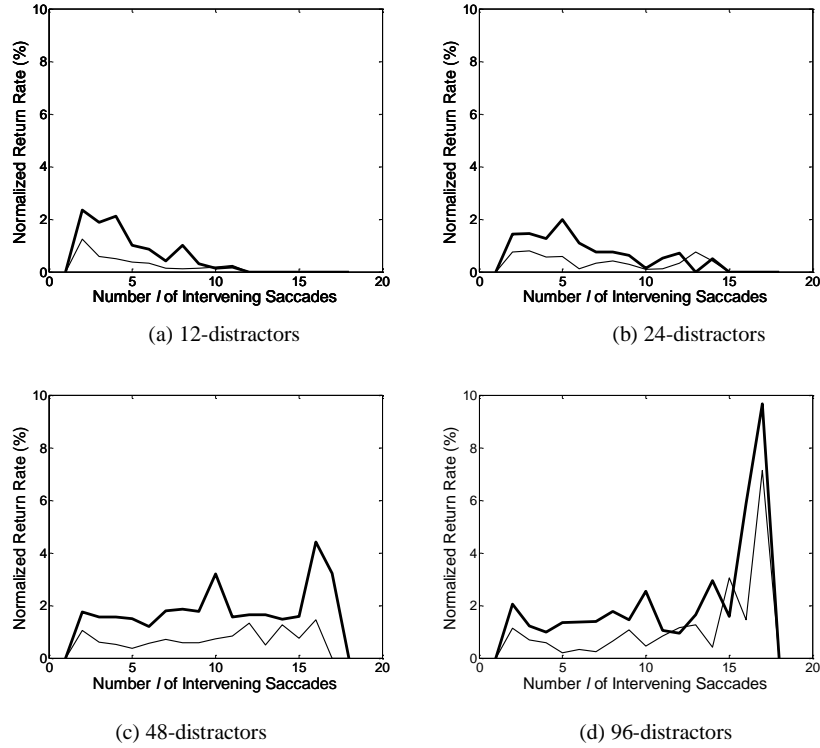 10
8
6
4
2
0
0 5 10 15 20
Normalized Return Rate (%)
Number I of Intervening Saccades
(a) 12-distractors
10
8
6
4
2
0
0 5 10 15 20
Normalized Return Rate (%)
Number I of Intervening Saccades
(b) 24-distractors
10
8
6
4
2
0
0 5 10 15 20
Normalized Return Rate (%)
Number I of Intervening Saccades
(c) 48-distractors
10
8
6
4
2
0
0 5 10 15 20
Normalized Return Rate (%)
Number I of Intervening Saccades
(d) 96-distractors